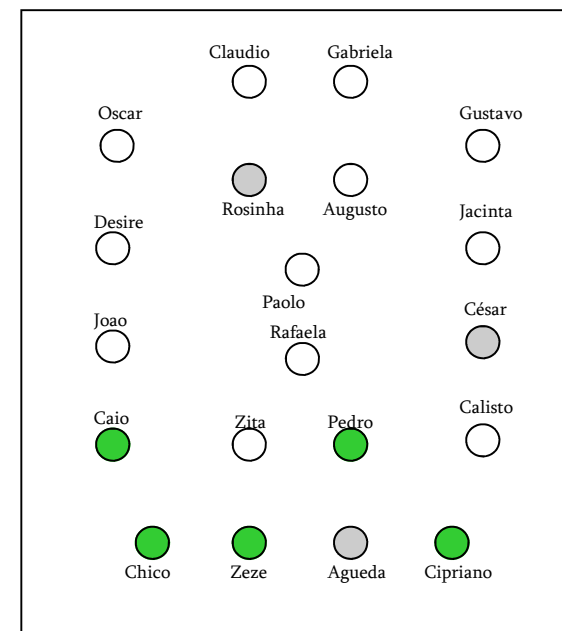 Claudio
Gabriela
Oscar
Gustavo
Rosinha
Augusto
Jacinta
Desire
Paolo
César
Joao
Rafaela
Caio
Zita
Pedro
Calisto
Chico
Zeze
Agueda
Cipriano